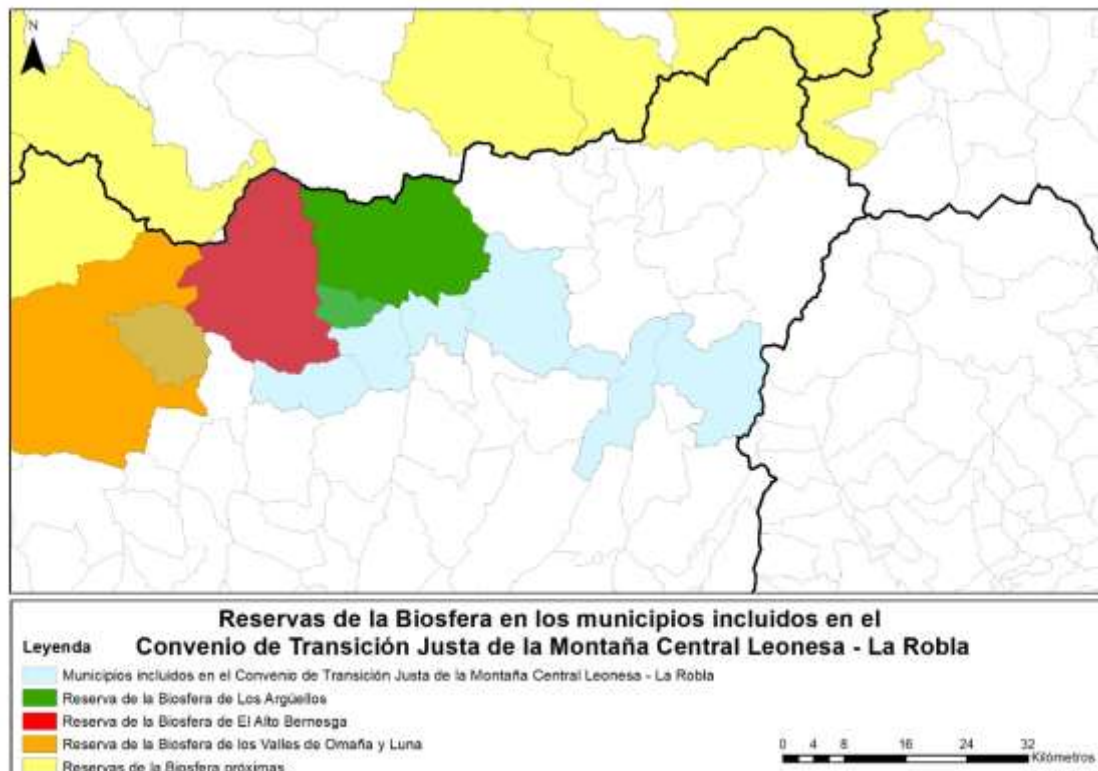 N
Reservas de la Biosfera en los municipios incluidos en el
Convenio de Transición Justa de la Montaña Central Leonesa - La Robla
Leyenda
Municipios incluidos en el Convenio de Transición Justa de la Montaña Central Leonesa - La Robla
Reserva de la Biosfera de Los Argüellos
Reserva de la Biosfera de El Alto Bernesga
Reserva de la Biosfera de los Valles de Omaña y Luna
Reservas de la Biosfera próximas
0 4 8 16 24 32
Kilómetros